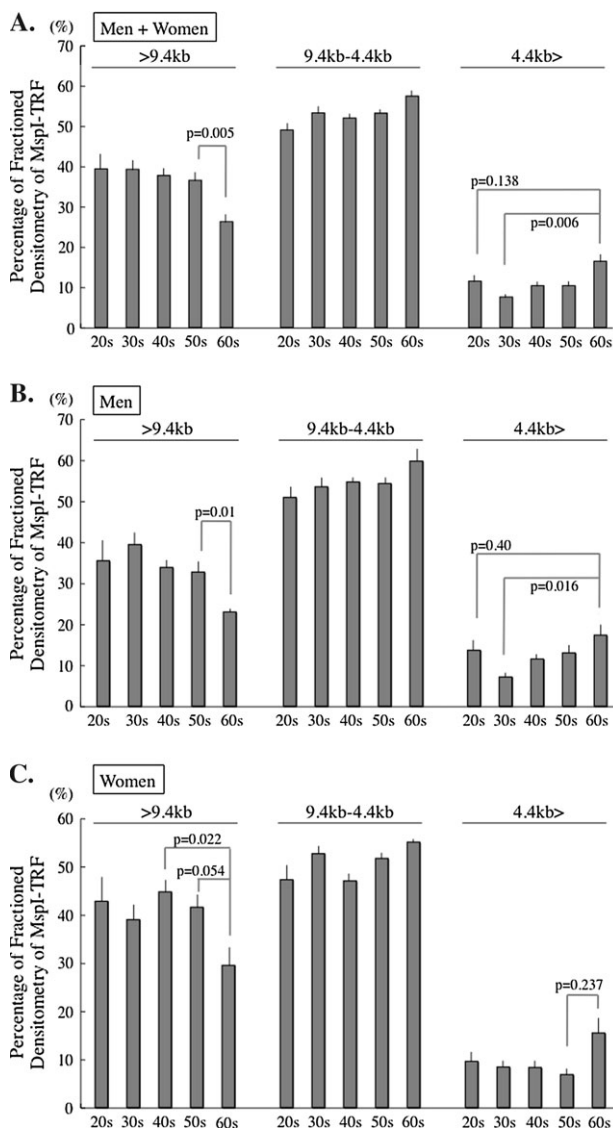 A. (%) Men + Women
>9.4kb 9.4kb-4.4kb 4.4kb>
Percentage of Fractioned
Densitometry of MspI-TRF
70
60
50
40
30
20
10
0
p=0.005
p=0.138
p=0.006
20s 30s 40s 50s 60s 20s 30s 40s 50s 60s 20s 30s 40s 50s 60s
B. (%) Men
>9.4kb 9.4kb-4.4kb 4.4kb>
Percentage of Fractioned
Densitometry of MspI-TRF
70
60
50
40
30
20
10
0
p=0.01
p=0.40
p=0.016
20s 30s 40s 50s 60s 20s 30s 40s 50s 60s 20s 30s 40s 50s 60s
C. (%) Women
>9.4kb 9.4kb-4.4kb 4.4kb>
Percentage of Fractioned
Densitometry of MspI-TRF
60
50
40
30
20
10
0
p=0.022
p=0.054
p=0.237
20s 30s 40s 50s 60s 20s 30s 40s 50s 60s 20s 30s 40s 50s 60s